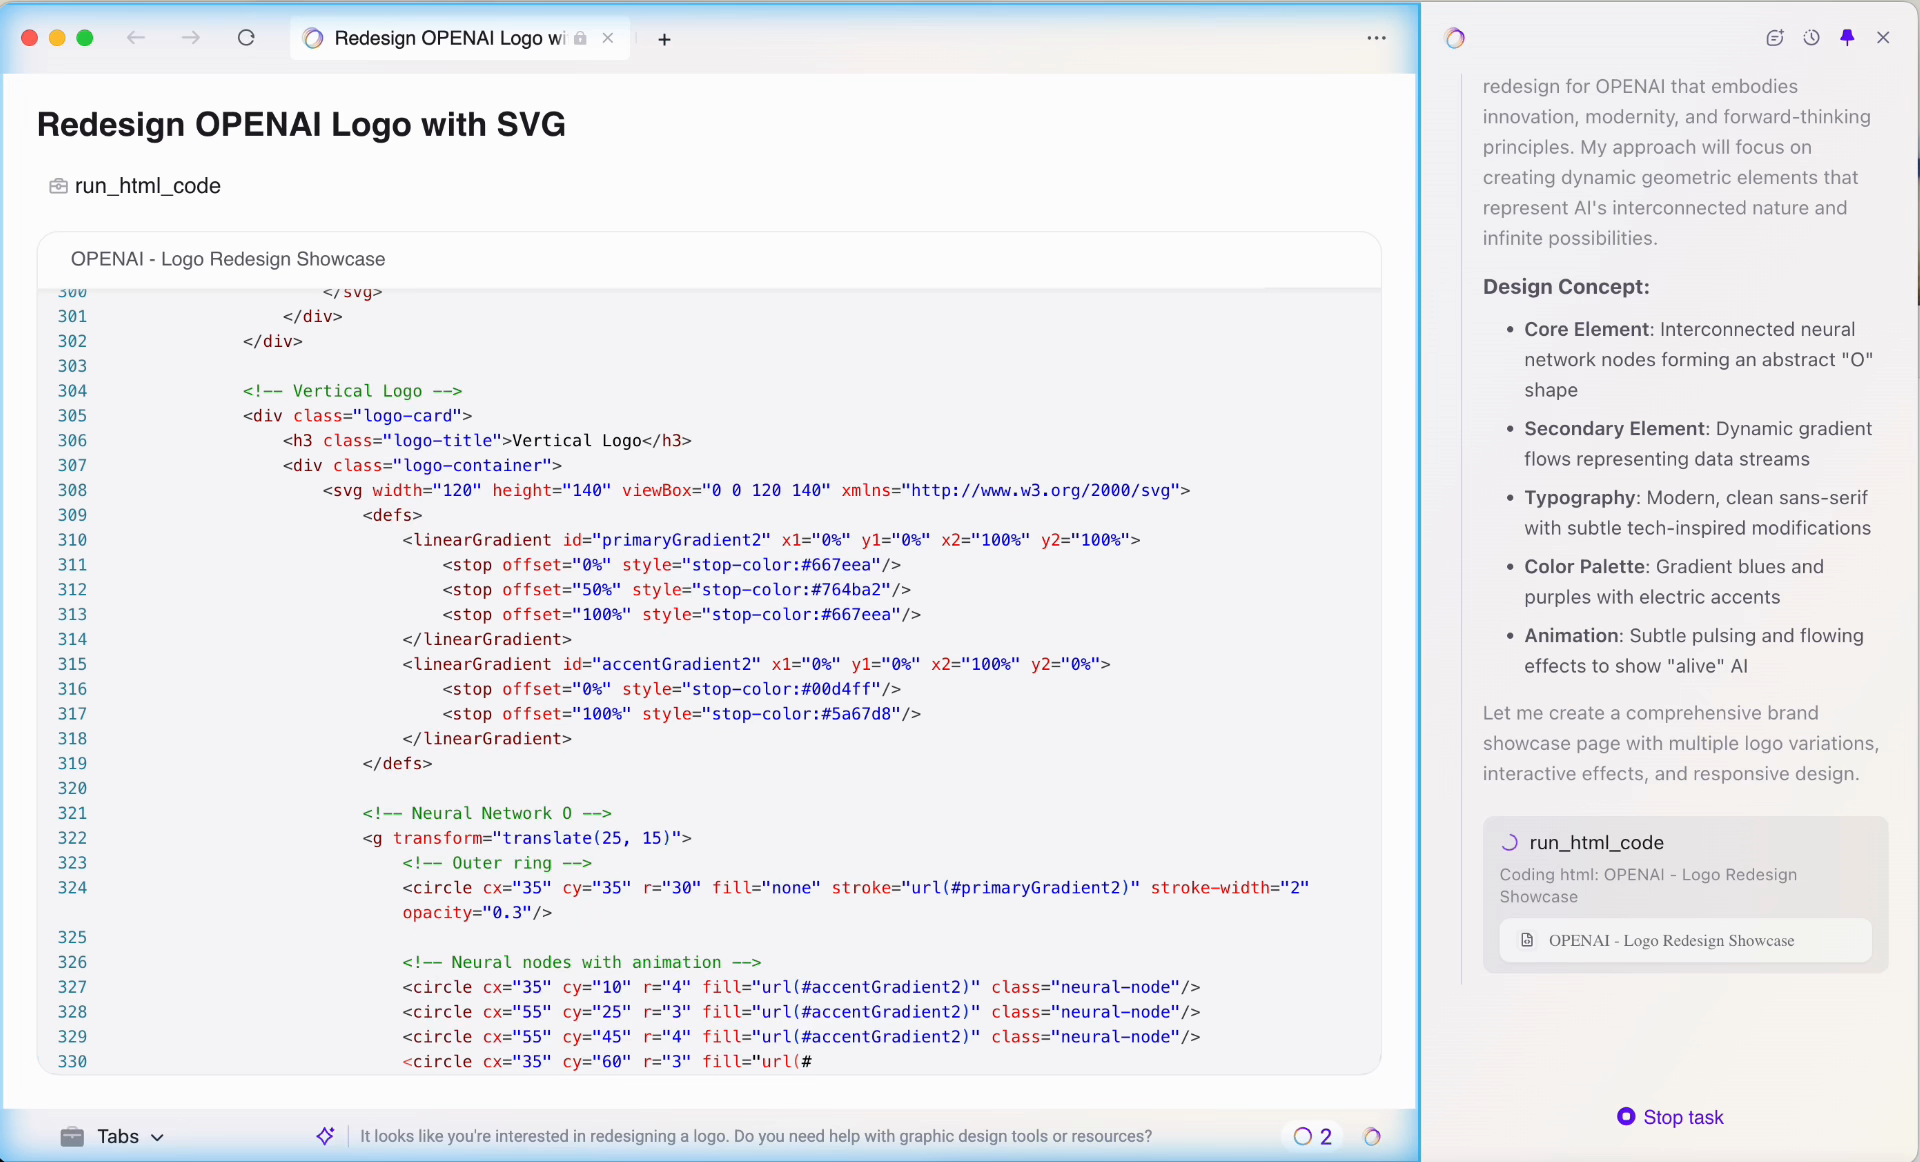 Redesign OPENAI Logo wi
redesign for OPENAI that embodies
innovation, modernity, and forward-thinking
principles. My approach will focus on
creating dynamic geometric elements that
represent AI's interconnected nature and
infinite possibilities.
Design Concept:
• Core Element: Interconnected neural
network nodes forming an abstract "O"
shape
• Secondary Element: Dynamic gradient
flows representing data streams
• Typography: Modern, clean sans-serif
with subtle tech-inspired modifications
• Color Palette: Gradient blues and
purples with electric accents
• Animation: Subtle pulsing and flowing
effects to show "alive" AI
Let me create a comprehensive brand
showcase page with multiple logo variations,
interactive effects, and responsive design.
run_html_code
Coding html: OPENAI - Logo Redesign
Showcase
OPENAI - Logo Redesign Showcase
Stop task
Redesign OPENAI Logo with SVG
run_html_code
OPENAI - Logo Redesign Showcase
300 </svg>
301 </div>
302 </div>
303
304 <!-- Vertical Logo -->
305 <div class="logo-card">
306 <h3 class="logo-title">Vertical Logo</h3>
307 <div class="logo-container">
308 <svg width="120" height="140" viewBox="0 0 120 140" xmlns="http://www.w3.org/2000/svg">
309 <defs>
310 <linearGradient id="primaryGradient2" x1="0%" y1="0%" x2="100%" y2="100%">
311 <stop offset="0%" style="stop-color:#667eea"/>
312 <stop offset="50%" style="stop-color:#764ba2"/>
313 <stop offset="100%" style="stop-color:#667eea"/>
314 </linearGradient>
315 <linearGradient id="accentGradient2" x1="0%" y1="0%" x2="100%" y2="0%">
316 <stop offset="0%" style="stop-color:#00d4ff"/>
317 <stop offset="100%" style="stop-color:#5a67d8"/>
318 </linearGradient>
319 </defs>
320
321 <!-- Neural Network O -->
322 <g transform="translate(25, 15)">
323 <!-- Outer ring -->
324 <circle cx="35" cy="35" r="30" fill="none" stroke="url(#primaryGradient2)" stroke-width="2"
opacity="0.3"/>
325
326 <!-- Neural nodes with animation -->
327 <circle cx="35" cy="10" r="4" fill="url(#accentGradient2)" class="neural-node"/>
328 <circle cx="55" cy="25" r="3" fill="url(#accentGradient2)" class="neural-node"/>
329 <circle cx="55" cy="45" r="4" fill="url(#accentGradient2)" class="neural-node"/>
330 <circle cx="35" cy="60" r="3" fill="url(#
Tabs
It looks like you're interested in redesigning a logo. Do you need help with graphic design tools or resources?
2